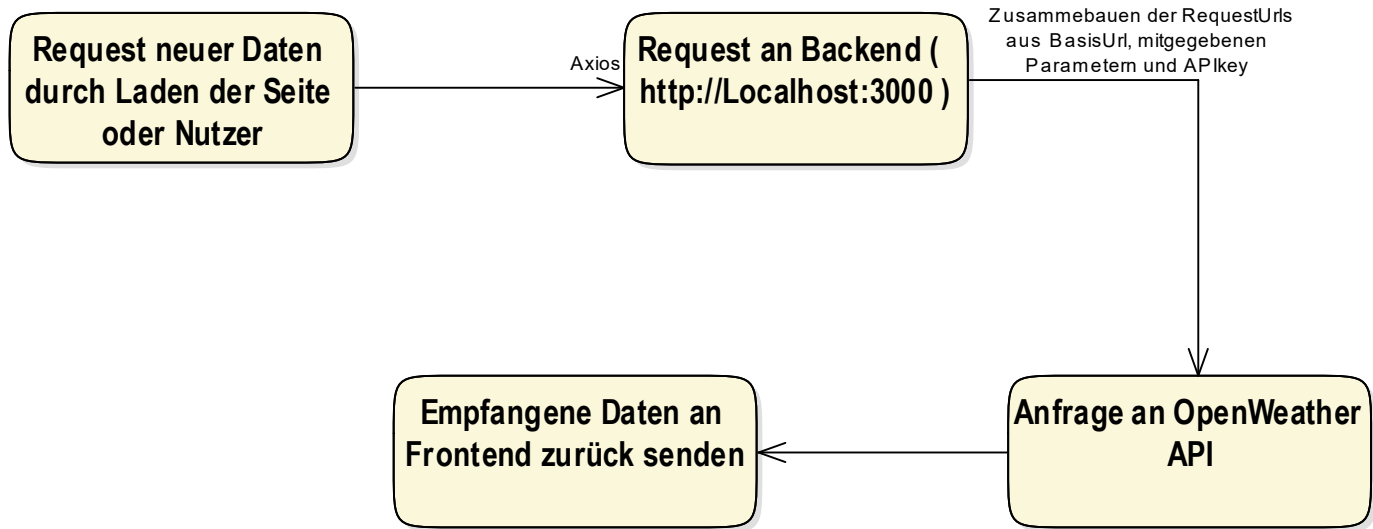 Request neuer Daten
durch Laden der Seite
oder Nutzer
Axios
Request an Backend (
http://Localhost:3000 )
Zusammebauen der RequestUrls
aus BasisUrl, mitgegebenen
Parametern und APIkey
Empfangene Daten an
Frontend zurück senden
Anfrage an OpenWeather
API